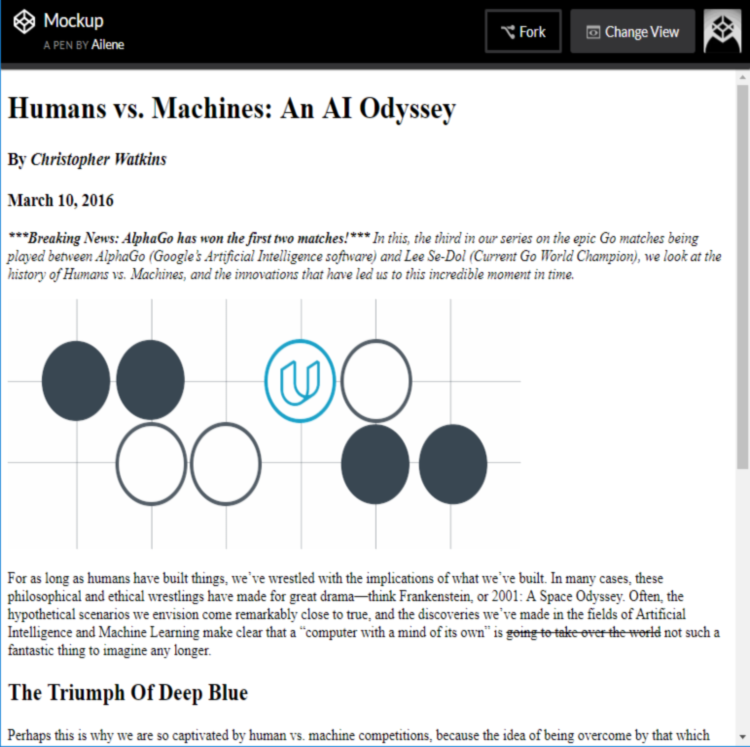 Mockup
A PEN BY Ailene
Fork
Change View
Humans vs. Machines: An AI Odyssey
By Christopher Watkins
March 10, 2016
***Breaking News: AlphaGo has won the first two matches!*** In this, the third in our series on the epic Go matches being
played between AlphaGo (Google's Artificial Intelligence software) and Lee Se-Dol (Current Go World Champion), we look at the
history of Humans vs. Machines, and the innovations that have led us to this incredible moment in time.
For as long as humans have built things, we’ve wrestled with the implications of what we’ve built. In many cases, these
philosophical and ethical wrestlings have made for great drama—think Frankenstein, or 2001: A Space Odyssey. Often, the
hypothetical scenarios we envision come remarkably close to true, and the discoveries we’ve made in the fields of Artificial
Intelligence and Machine Learning make clear that a “computer with a mind of its own” is going to take over the world not such a
fantastic thing to imagine any longer.
The Triumph Of Deep Blue
Perhaps this is why we are so captivated by human vs. machine competitions, because the idea of being overcome by that which